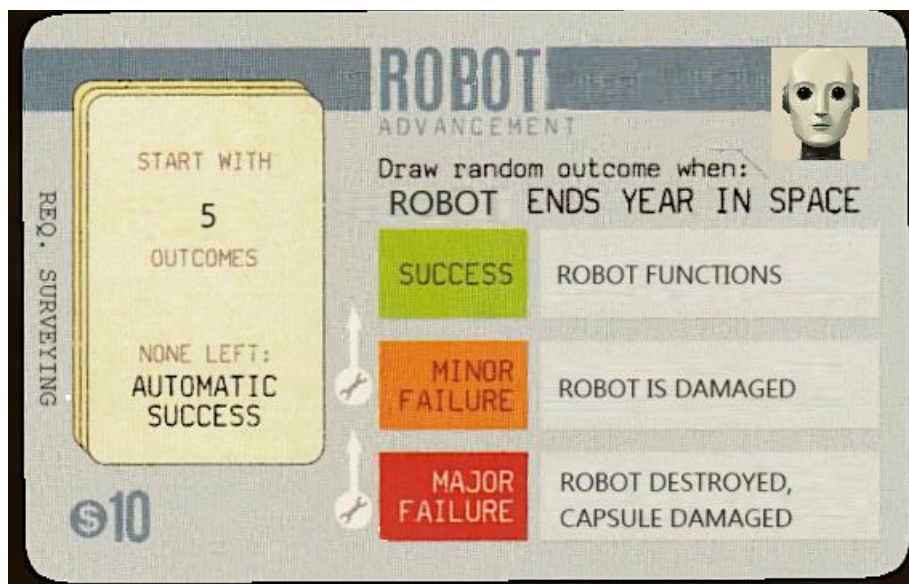 ROBOT
ADVANCEMENT
REQ. SURVEYING
START WITH
5
OUTCOMES
NONE LEFT:
AUTOMATIC
SUCCESS
$10
Draw random outcome when:
ROBOT ENDS YEAR IN SPACE
SUCCESS
ROBOT FUNCTIONS
MINOR
FAILURE
ROBOT IS DAMAGED
MAJOR
FAILURE
ROBOT DESTROYED,
CAPSULE DAMAGED